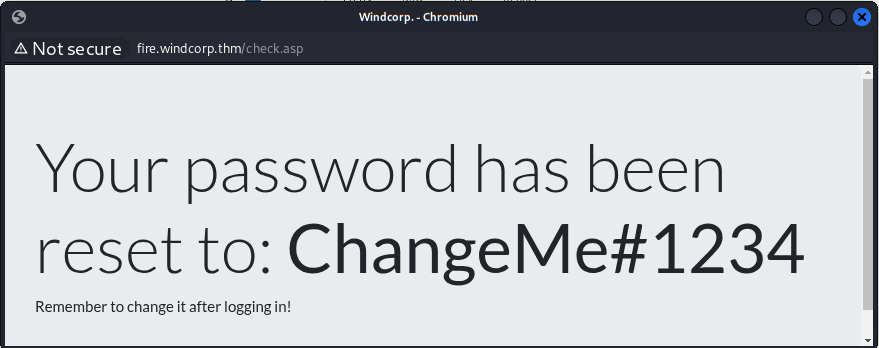 Windcorp. - Chromium
Not secure fire.windcorp.thm/check.asp
Your password has been
reset to: ChangeMe#1234
Remember to change it after logging in!